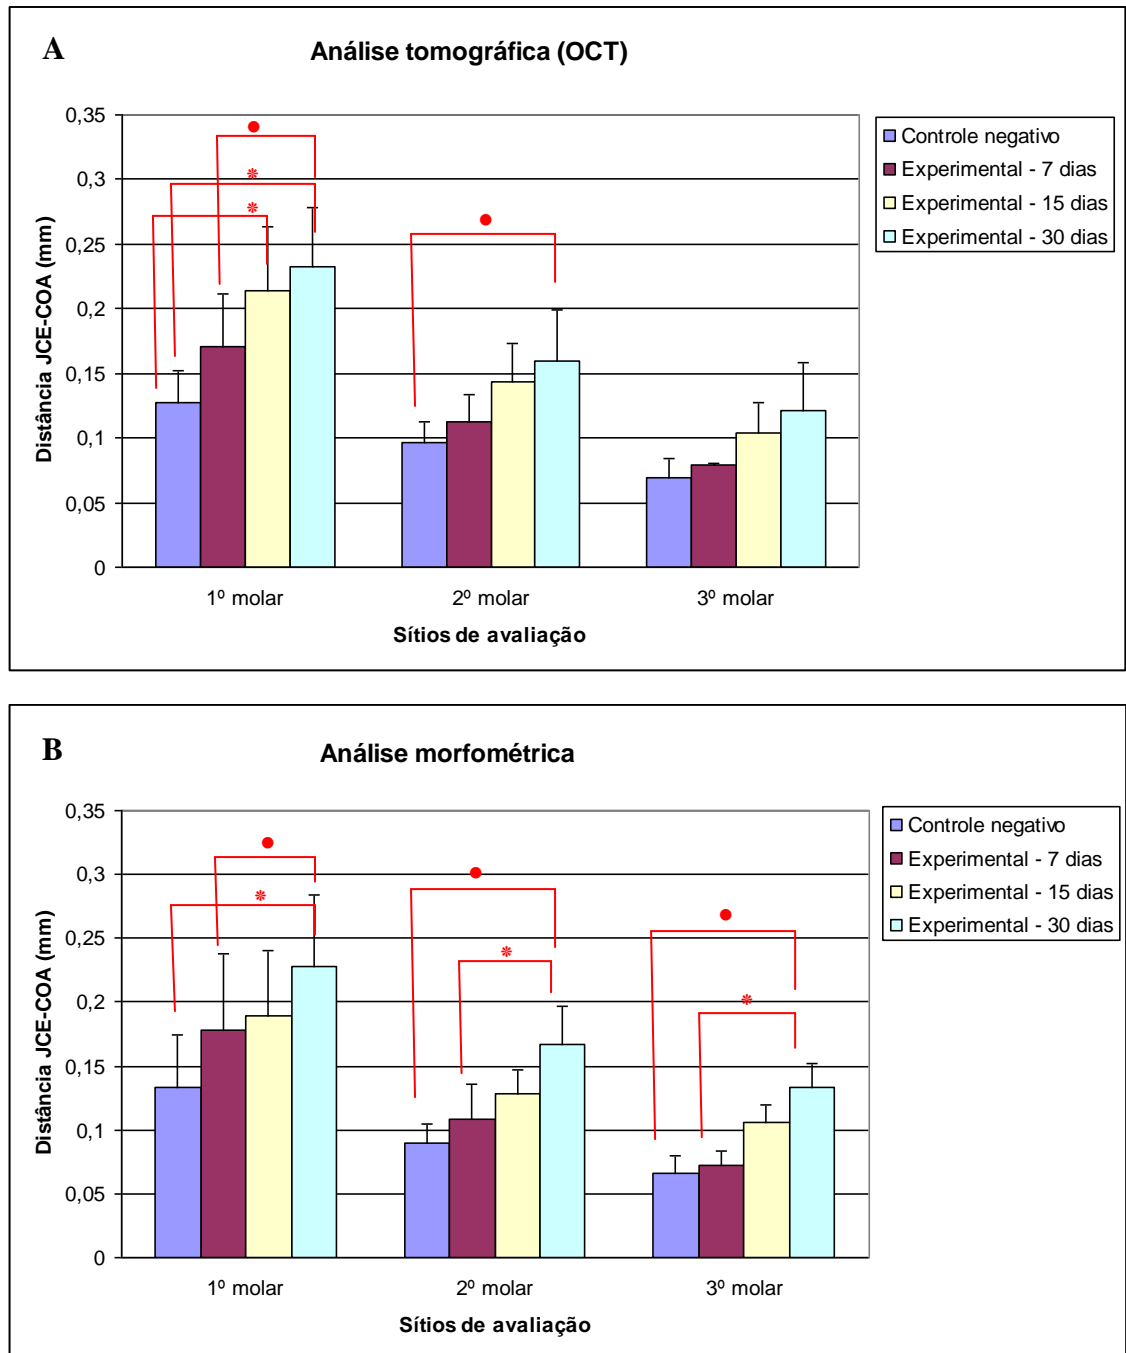 A
Análise tomográfica (OCT)
Distância JCE-COA (mm)
0,35
0,3
0,25
0,2
0,15
0,1
0,05
0
1º molar 2º molar 3º molar
Sítios de avaliação
Controle negativo
Experimental - 7 dias
Experimental - 15 dias
Experimental - 30 dias
B
Análise morfométrica
Distância JCE-COA (mm)
0,35
0,3
0,25
0,2
0,15
0,1
0,05
0
1º molar 2º molar 3º molar
Sítios de avaliação
Controle negativo
Experimental - 7 dias
Experimental - 15 dias
Experimental - 30 dias